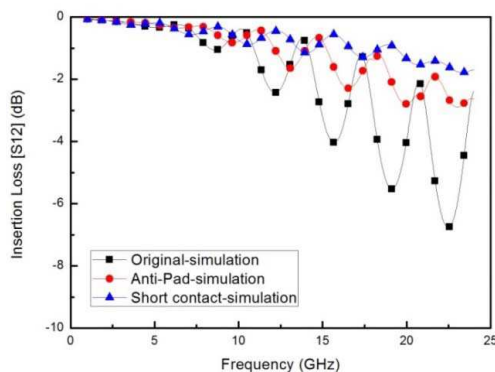 Insertion Loss [S12] (dB)
0
-2
-4
-6
-8
-10
Original-simulation
Anti-Pad-simulation
Short contact-simulation
0 5 10 15 20 25
Frequency (GHz)